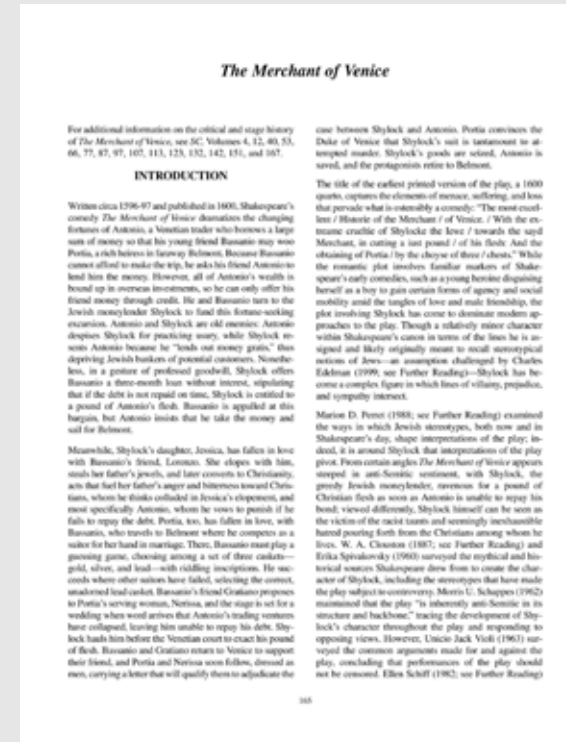 The Merchant of Venice
For additional information on the critical and stage history
of The Merchant of Venice, see SC, Volumes 4, 12, 40, 53,
66, 77, 87, 97, 107, 113, 123, 132, 142, 151, and 167.
INTRODUCTION
Written circa 1596-97 and published in 1600, Shakespeare's
comedy The Merchant of Venice dramatizes the changing
fortunes of Antonio, a Venetian trader who borrows a large
sum of money so that his young friend Bassanio may woo
Portia, a rich heiress in faraway Belmont. Because Bassanio
cannot afford to make the trip, he asks his friend Antonio to
lend him the money. However, all of Antonio's wealth is
bound up in overseas investments, so he can only offer his
friend money through credit. He and Bassanio turn to the
Jewish moneylender Shylock to fund this fortune-seeking
excursion. Antonio and Shylock are old enemies: Antonio
despises Shylock for practicing usury, while Shylock re-
sents Antonio because he "lends out money gratis," thus
depriving Jewish bankers of potential customers. Nonethe-
less, in a gesture of professed goodwill, Shylock offers
Bassanio a three-month loan without interest, stipulating
that if the debt is not repaid on time, Shylock is entitled to
a pound of Antonio's flesh. Bassanio is appalled at this
bargain, but Antonio insists that he take the money and
sail for Belmont.
Meanwhile, Shylock's daughter, Jessica, has fallen in love
with Bassanio's friend, Lorenzo. She elopes with him,
steals her father's jewels, and later converts to Christianity,
acts that fuel her father's anger and bitterness toward Chris-
tians, whom he thinks colluded in Jessica's elopement, and
most specifically Antonio, whom he vows to punish if he
fails to repay the debt. Portia, too, has fallen in love, with
Bassanio, who travels to Belmont where he competes as a
suitor for her hand in marriage. There, Bassanio must play a
guessing game, choosing among a set of three caskets—
gold, silver, and lead—with riddling inscriptions. He suc-
ceeds where other suitors have failed, selecting the correct,
unadorned lead casket. Bassanio's friend Gratiano proposes
to Portia's serving woman, Nerissa, and the stage is set for a
wedding when word arrives that Antonio's trading ventures
have collapsed, leaving him unable to repay his debt. Shy-
lock hauls him before the Venetian court to exact his pound
of flesh. Bassanio and Gratiano return to Venice to support
their friend, and Portia and Nerissa soon follow, dressed as
men, carrying a letter that will qualify them to adjudicate the
case between Shylock and Antonio. Portia convinces the
Duke of Venice that Shylock's suit is tantamount to at-
tempted murder. Shylock's goods are seized, Antonio is
saved, and the protagonists retire to Belmont.
The title of the earliest printed version of the play, a 1600
quarto, captures the elements of menace, suffering, and loss
that pervade what is ostensibly a comedy: "The most excel-
lent / Historie of the Merchant / of Venice. / With the ex-
treame crueltie of Shylocke the Iewe / towards the sayd
Merchant, in cutting a iust pound / of his flesh: And the
obtaining of Portia / by the choyse of three / chests." While
the romantic plot involves familiar markers of Shake-
speare's early comedies, such as a young heroine disguising
herself as a boy to gain certain forms of agency and social
mobility amid the tangles of love and male friendship, the
plot involving Shylock has come to dominate modern ap-
proaches to the play. Though a relatively minor character
within Shakespeare's canon in terms of the lines he is as-
signed and likely originally meant to recall stereotypical
notions of Jews—an assumption challenged by Charles
Edelman (1999; see Further Reading)—Shylock has be-
come a complex figure in which lines of villainy, prejudice,
and sympathy intersect.
Marion D. Perret (1988; see Further Reading) examined
the ways in which Jewish stereotypes, both now and in
Shakespeare's day, shape interpretations of the play; in-
deed, it is around Shylock that interpretations of the play
pivot. From certain angles The Merchant of Venice appears
steeped in anti-Semitic sentiment, with Shylock, the
greedy Jewish moneylender, ravenous for a pound of
Christian flesh as soon as Antonio is unable to repay his
bond; viewed differently, Shylock himself can be seen as
the victim of the racist taunts and seemingly inexhaustible
hatred pouring forth from the Christians among whom he
lives. W. A. Clouston (1887; see Further Reading) and
Erika Spivakovsky (1960) surveyed the mythical and his-
torical sources Shakespeare drew from to create the char-
acter of Shylock, including the stereotypes that have made
the play subject to controversy. Morris U. Schappes (1962)
maintained that the play "is inherently anti-Semitic in its
structure and backbone," tracing the development of Shy-
lock's character throughout the play and responding to
opposing views. However, Unicio Jack Violi (1963) sur-
veyed the common arguments made for and against the
play, concluding that performances of the play should
not be censored. Ellen Schiff (1982; see Further Reading)
165